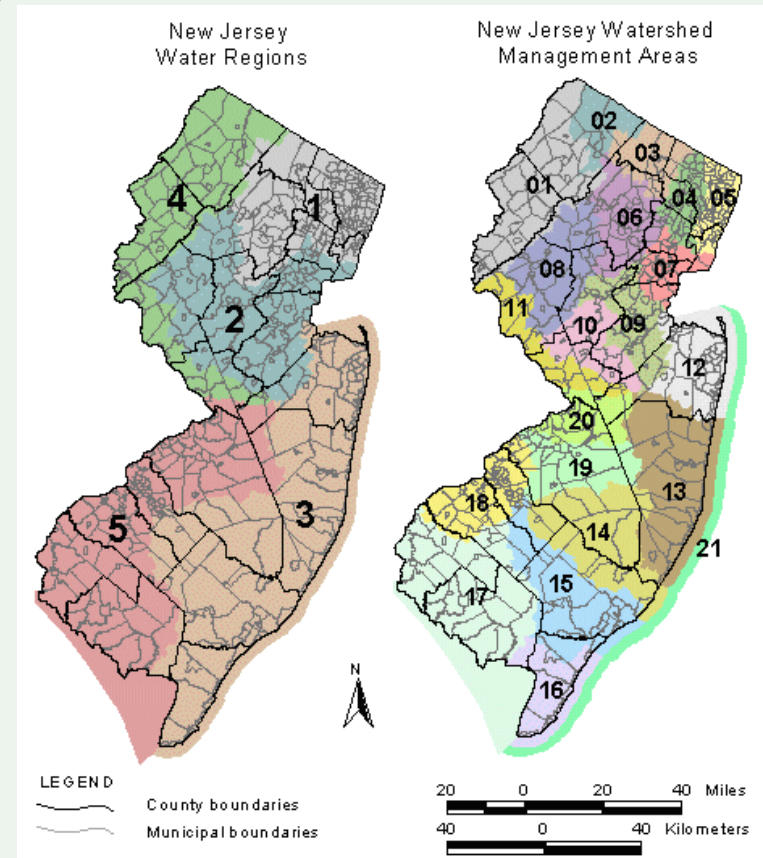 New Jersey
Water Regions
New Jersey Watershed
Management Areas
4
1
2
3
5
02
03
01
04
05
06
07
08
11
10
09
12
20
19
13
18
14
21
15
17
16
N
LEGEND
County boundaries
Municipal boundaries
20 0 20 40 Miles
40 0 40 Kilometers